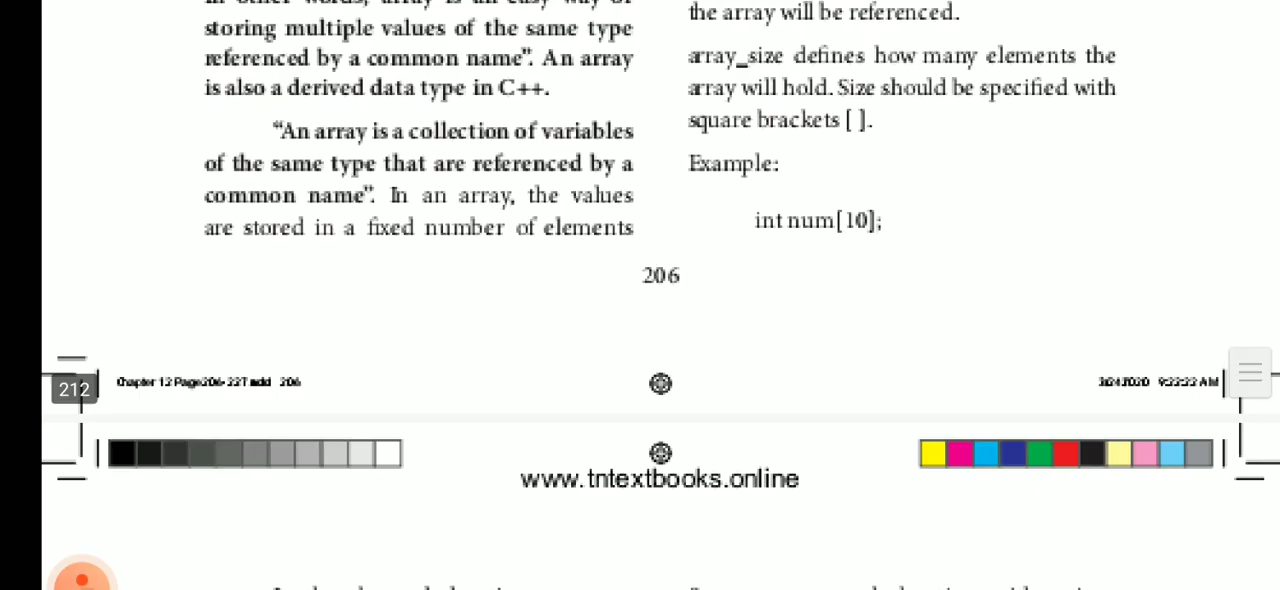 storing multiple values of the same type
referenced by a common name”. An array
is also a derived data type in C++.
“An array is a collection of variables
of the same type that are referenced by a
common name”. In an array, the values
are stored in a fixed number of elements
the array will be referenced.
array_size defines how many elements the
array will hold. Size should be specified with
square brackets [ ].
Example:
int num[10];
206
212
206
www.tntextbooks.online